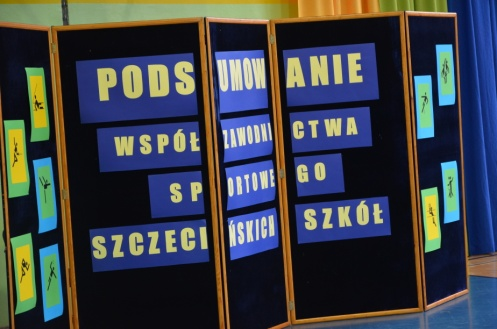 PODSUMOWANIE
WSPÓŁZAWODNICTWA
SPORTOWEGO
SZCZECIŃSKICH SZKÓŁ